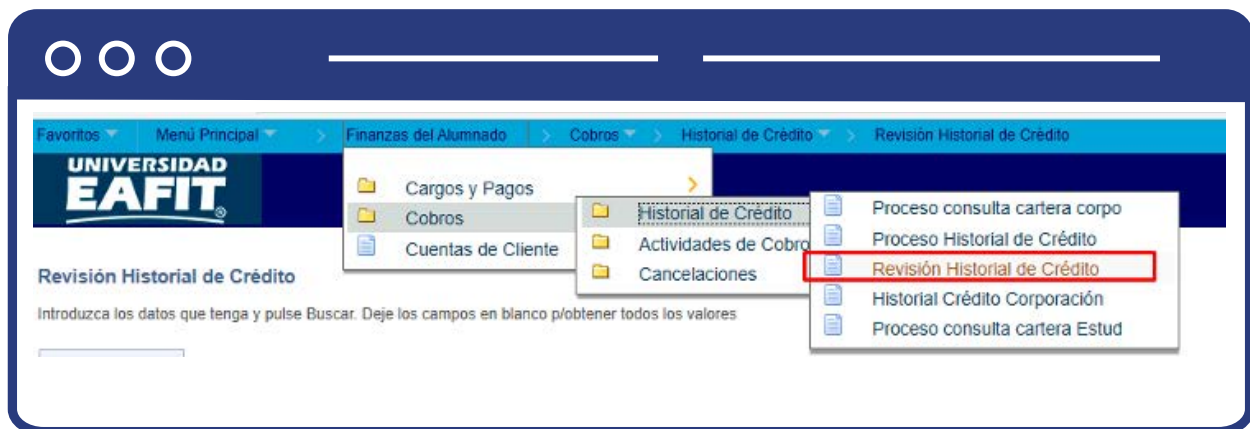 Favoritos Menú Principal > Finanzas del Alumnado > Cobros > Historial de Crédito > Revisión Historial de Crédito
UNIVERSIDAD
EAFIT®
Cargos y Pagos >
Cobros
Cuentas de Cliente
Historial de Crédito
Actividades de Cobro
Cancelaciones
Proceso consulta cartera corpo
Proceso Historial de Crédito
Revisión Historial de Crédito
Historial Crédito Corporación
Proceso consulta cartera Estud
Revisión Historial de Crédito
Introduzca los datos que tenga y pulse Buscar. Deje los campos en blanco p/obtener todos los valores